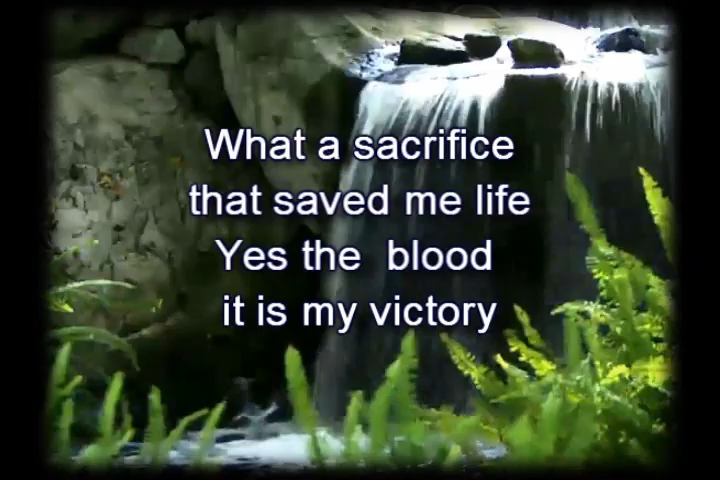 What a sacrifice
that saved me life
Yes the blood
it is my victory